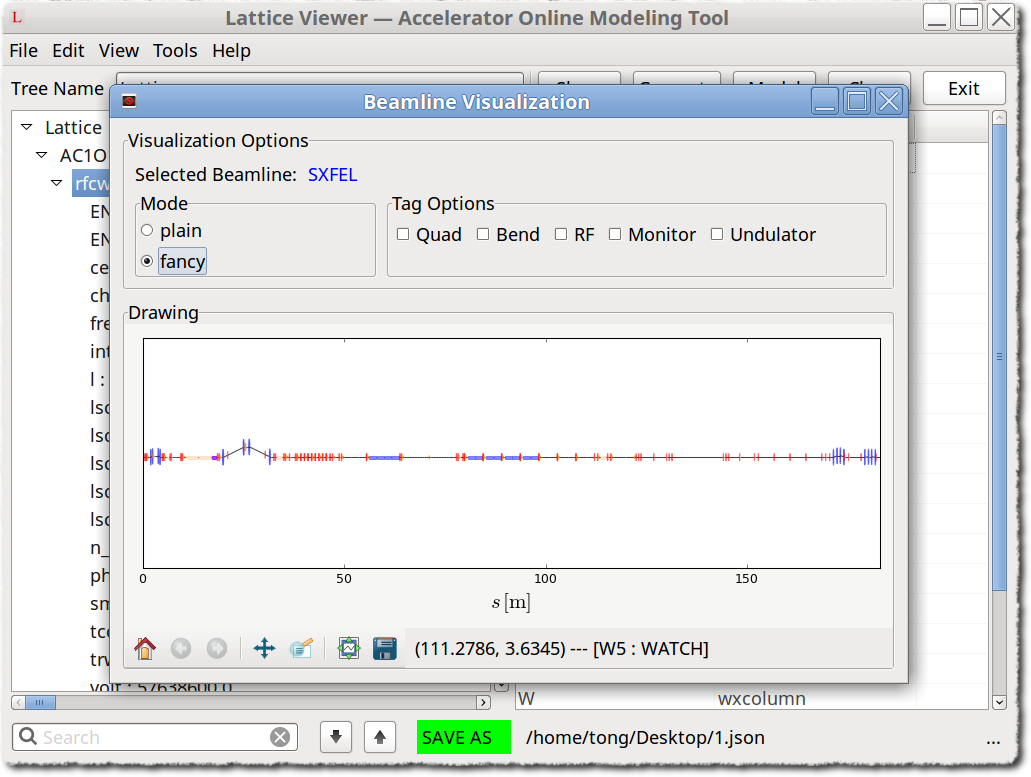 Lattice Viewer — Accelerator Online Modeling Tool
File Edit View Tools Help
Tree Name
Exit
Beamline Visualization
Visualization Options
Selected Beamline: SXFEL
Mode
plain
fancy
Tag Options
Quad Bend RF Monitor Undulator
Drawing
0 50 100 150
s [m]
(111.2786, 3.6345) --- [W5 : WATCH]
Lattice
AC1O
rfcw
EN
EN
ce
ch
fre
int
l :
lsc
lsc
lsc
lsc
lsc
n_
ph
sm
tce
trw
volt : 57638600.0
W wxcolumn
Search
SAVE AS /home/tong/Desktop/1.json
...